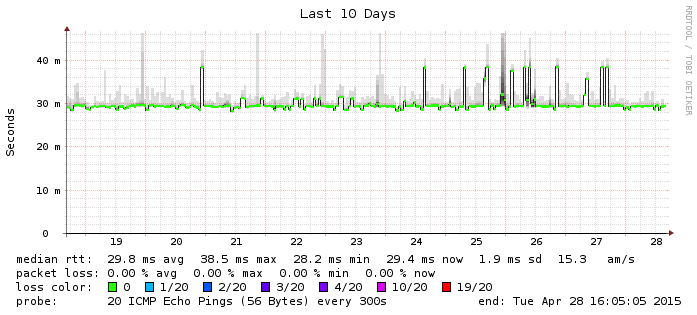 Last 10 Days
RRDTOOL / TOBI OETIKER
Seconds
40 m
30 m
20 m
10 m
0
19 20 21 22 23 24 25 26 27 28
median rtt: 29.8 ms avg 38.5 ms max 28.2 ms min 29.4 ms now 1.9 ms sd 15.3 am/s
packet loss: 0.00 % avg 0.00 % max 0.00 % min 0.00 % now
loss color: 0 1/20 2/20 3/20 4/20 10/20 19/20
probe: 20 ICMP Echo Pings (56 Bytes) every 300s end: Tue Apr 28 16:05:05 2015